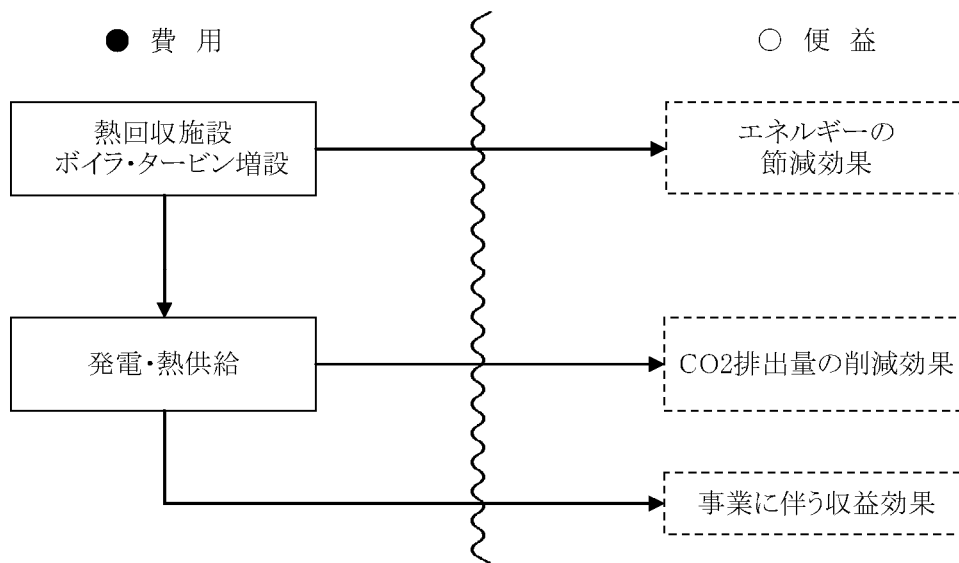 ● 費 用
○ 便 益
熱回収施設
ボイラ・タービン増設
エネルギーの
節減効果
発電・熱供給
CO2排出量の削減効果
事業に伴う収益効果